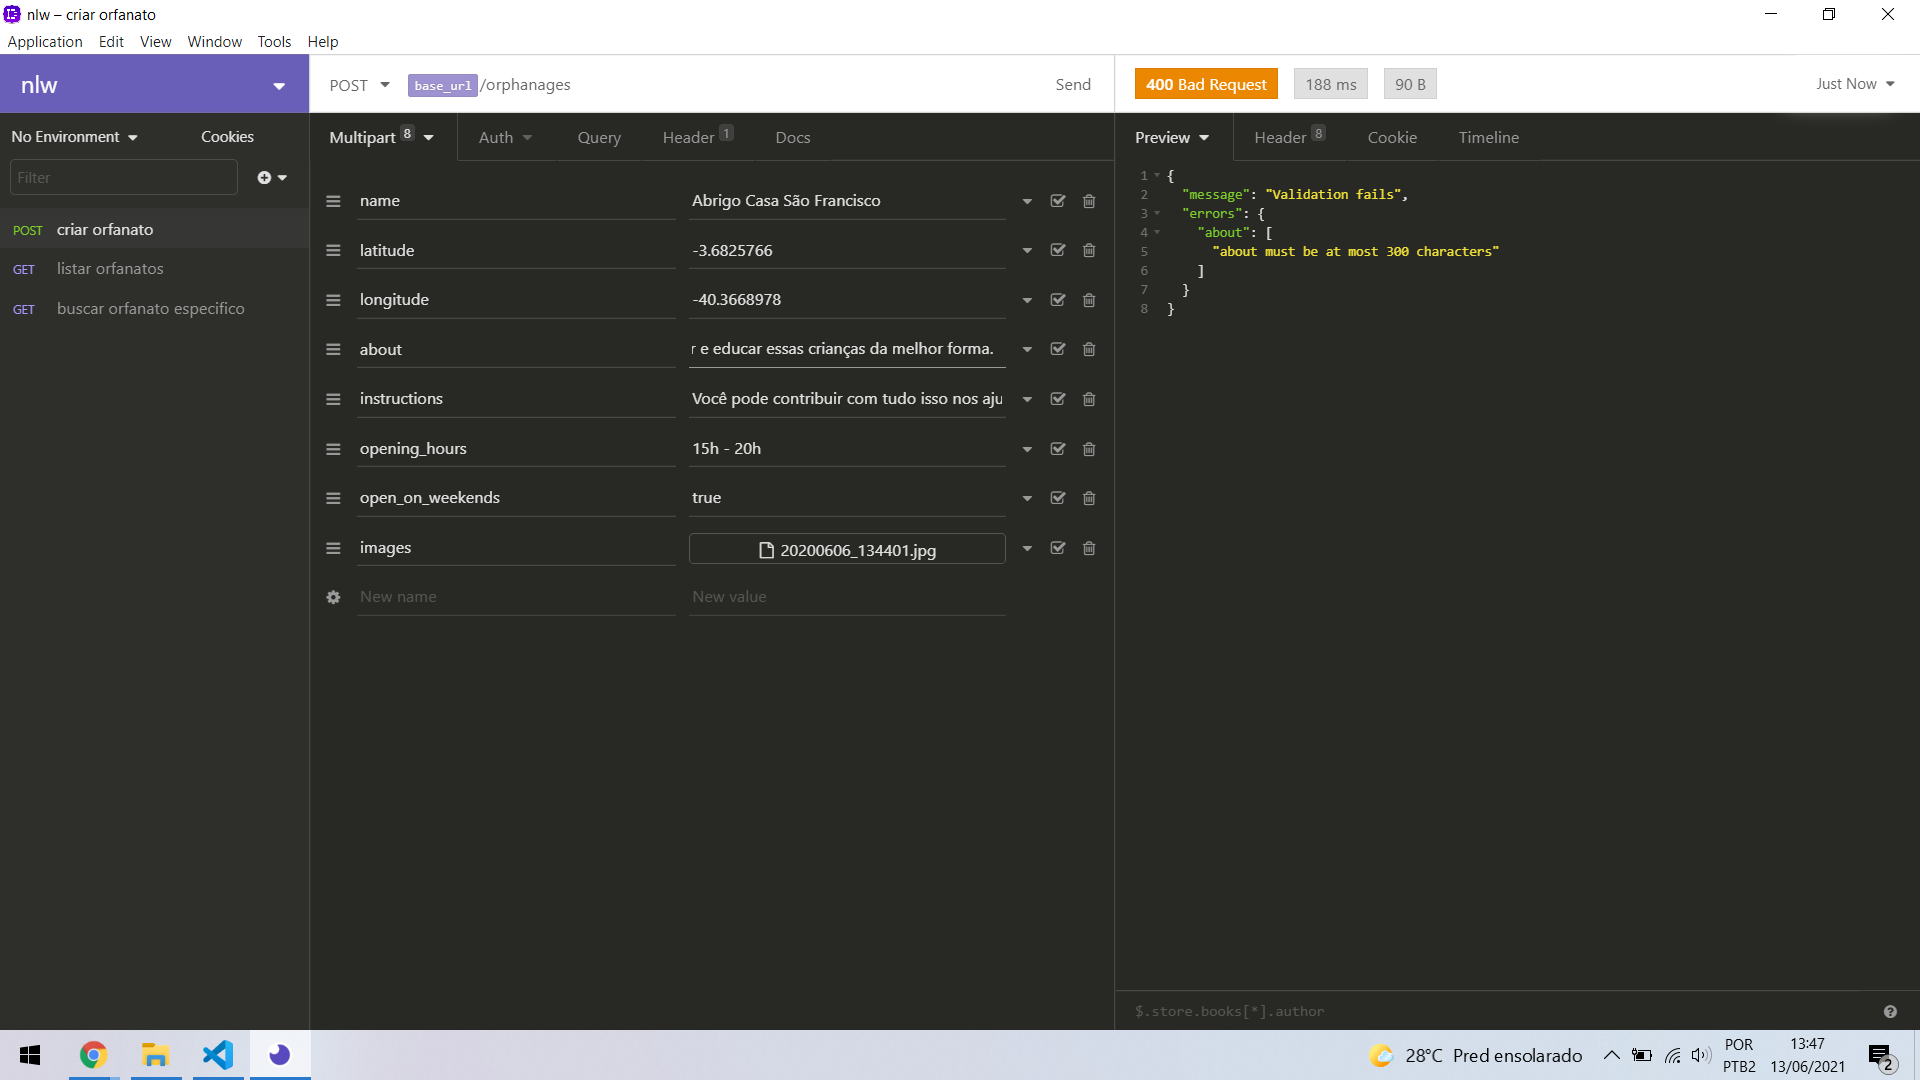 nlw – criar orfanato
Application Edit View Window Tools Help
nlw
POST base_url/orphanages Send
400 Bad Request 188 ms 90 B Just Now
No Environment Cookies
Multipart 8 Auth Query Header 1 Docs
Preview Header 8 Cookie Timeline
Filter
POST criar orfanato
GET listar orfanatos
GET buscar orfanato especifico
name Abrigo Casa São Francisco
latitude -3.6825766
longitude -40.3668978
about r e educar essas crianças da melhor forma.
instructions Você pode contribuir com tudo isso nos aju
opening_hours 15h - 20h
open_on_weekends true
images 20200606_134401.jpg
New name New value
1 {
2 "message": "Validation fails",
3 "errors": {
4 "about": [
5 "about must be at most 300 characters"
6 ]
7 }
8 }
$.store.books[*].author
28°C Pred ensolarado
POR
PTB2
13:47
13/06/2021
2